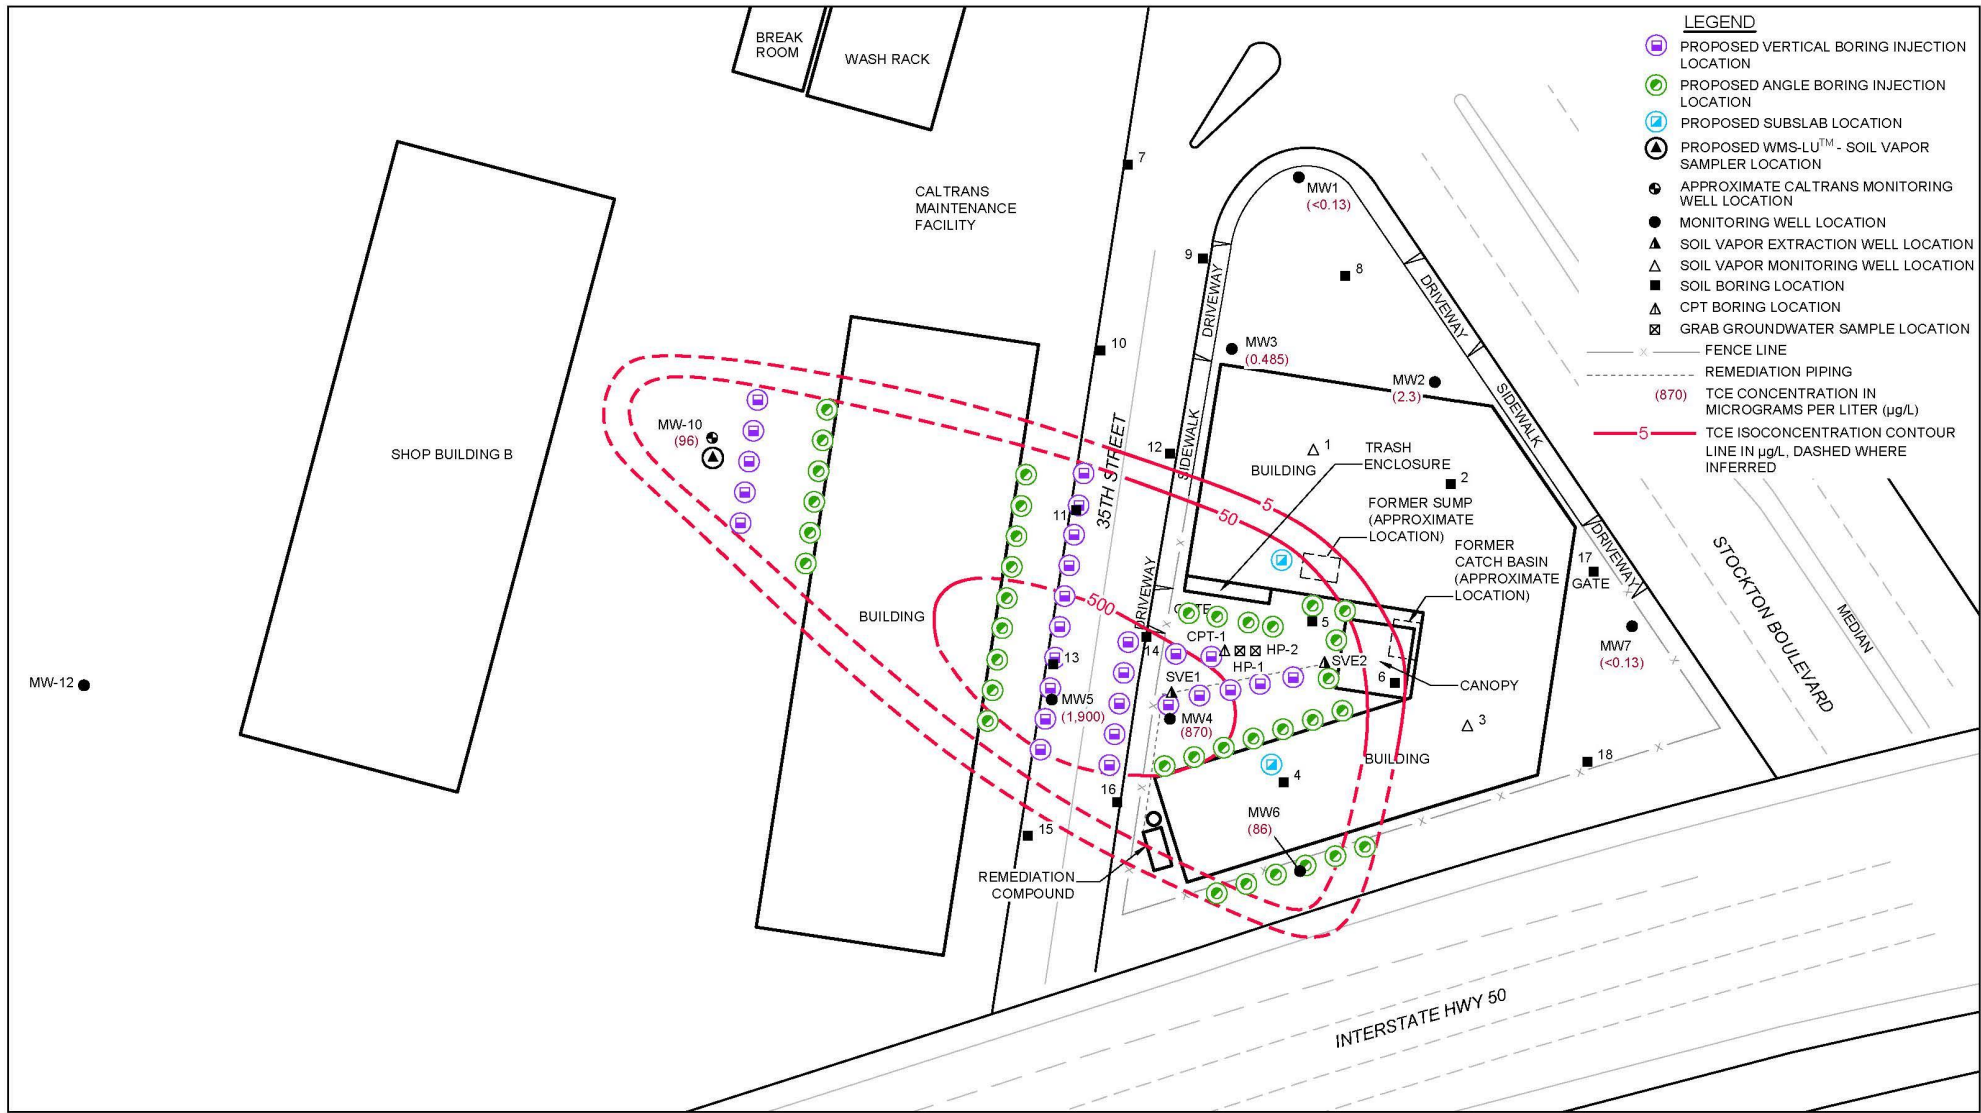 BREAK
ROOM
WASH RACK
LEGEND
PROPOSED VERTICAL BORING INJECTION
LOCATION
PROPOSED ANGLE BORING INJECTION
LOCATION
PROPOSED SUBSLAB LOCATION
PROPOSED WMS-LU™ - SOIL VAPOR
SAMPLER LOCATION
APPROXIMATE CALTRANS MONITORING
WELL LOCATION
MONITORING WELL LOCATION
SOIL VAPOR EXTRACTION WELL LOCATION
SOIL VAPOR MONITORING WELL LOCATION
SOIL BORING LOCATION
CPT BORING LOCATION
GRAB GROUNDWATER SAMPLE LOCATION
x
FENCE LINE
REMEDIATION PIPING
(870)
TCE CONCENTRATION IN
MICROGRAMS PER LITER (µg/L)
5
TCE ISOCONCENTRATION CONTOUR
LINE IN µg/L, DASHED WHERE
INFERRED
7
CALTRANS
MAINTENANCE
FACILITY
MW1
(<0.13)
9
8
DRIVEWAY
DRIVEWAY
10
MW3
(0.485)
MW2
(2.3)
SIDEWALK
SIDEWALK
MW-10
(96)
SHOP BUILDING B
35TH STREET
12
1
BUILDING
TRASH
ENCLOSURE
2
11
5
50
FORMER SUMP
(APPROXIMATE
LOCATION)
FORMER
CATCH BASIN
(APPROXIMATE
LOCATION)
DRIVEWAY
17
GATE
STOCKTON BOULEVARD
MEDIAN
500
DRIVEWAY
GATE
BUILDING
5
CPT-1
14
HP-2
HP-1
13
SVE2
SVE1
6
CANOPY
MW7
(<0.13)
MW-12
MW5
(1,900)
MW4
(870)
3
BUILDING
18
4
16
MW6
(86)
15
REMEDIATION
COMPOUND
INTERSTATE HWY 50